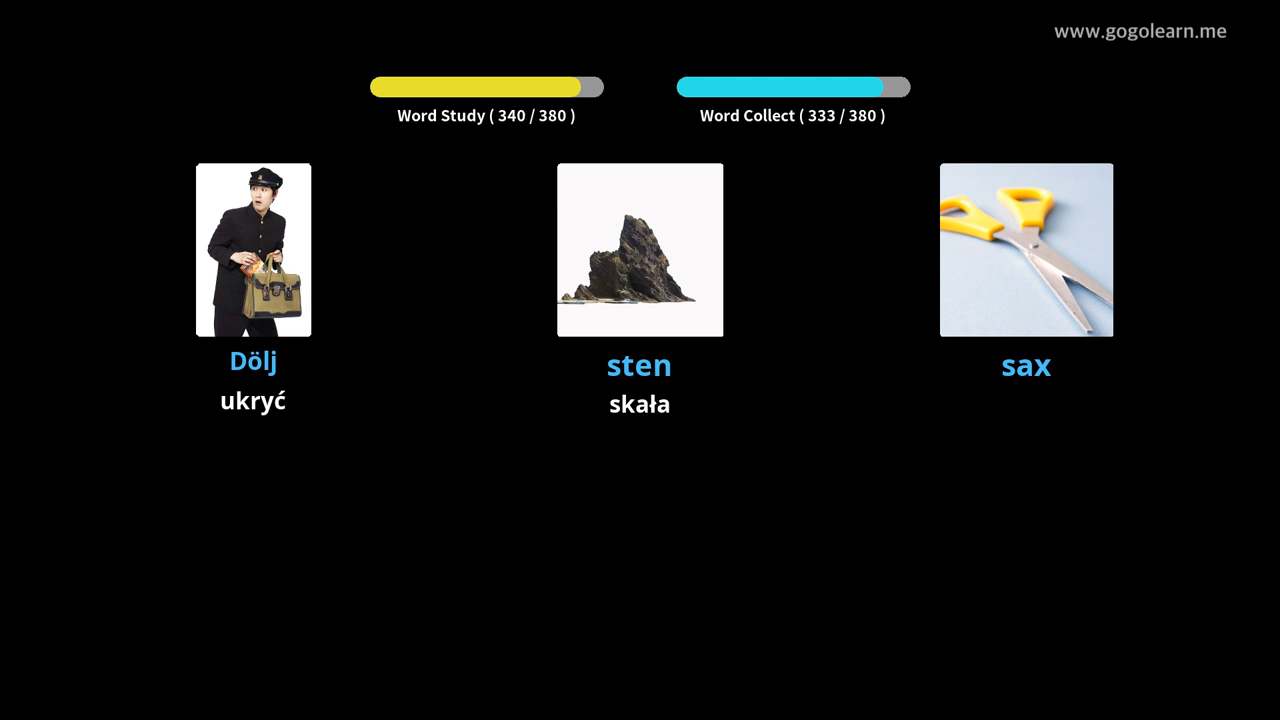 www.gogolearn.me
Word Study ( 340 / 380 )
Word Collect ( 333 / 380 )
Dölj
ukryć
sten
skała
sax